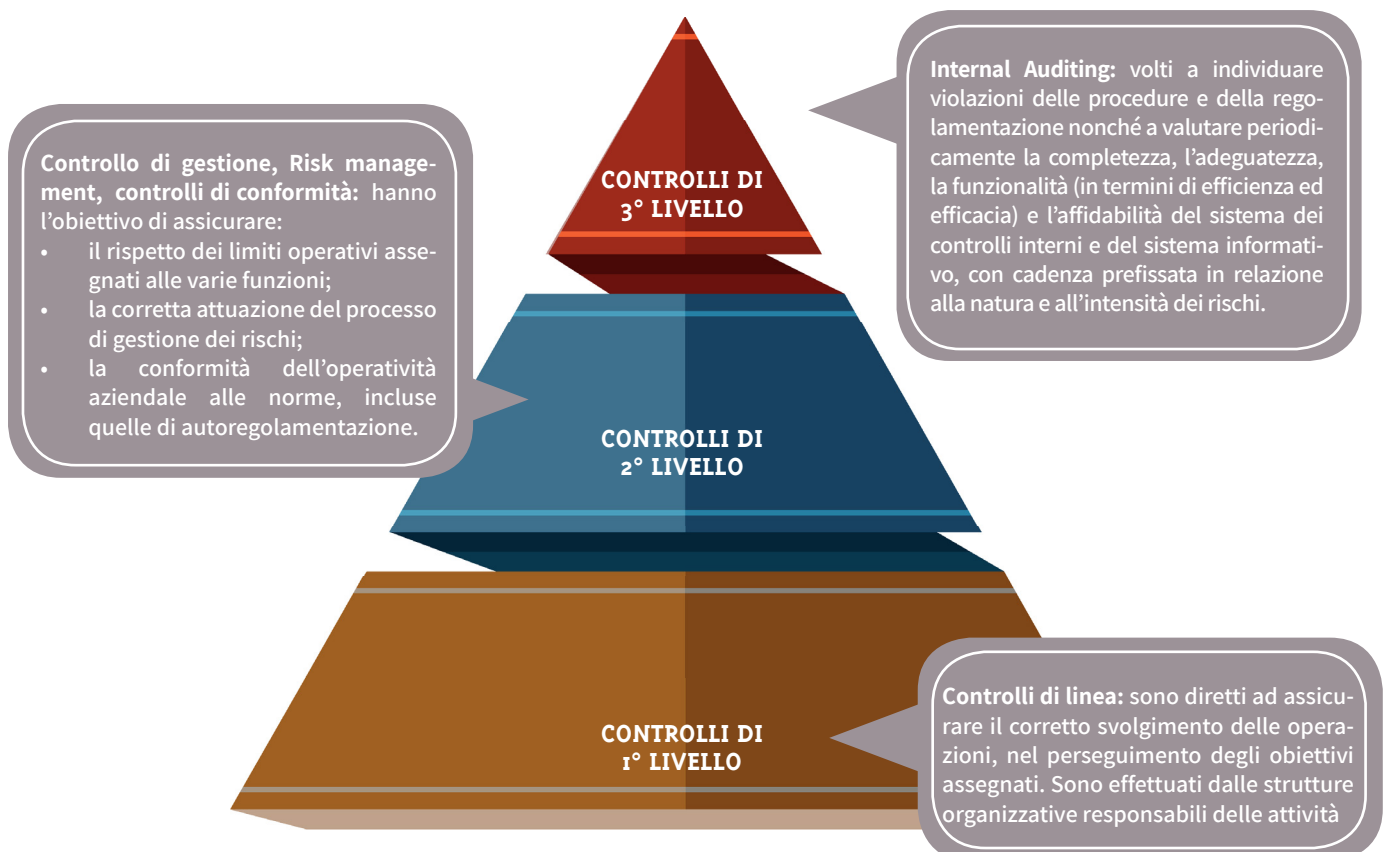 Internal Auditing: volti a individuare
violazioni delle procedure e della rego-
lamentazione nonché a valutare periodi-
camente la completezza, l’adeguatezza,
la funzionalità (in termini di efficienza ed
efficacia) e l’affidabilità del sistema dei
controlli interni e del sistema informati-
vo, con cadenza prefissata in relazione
alla natura e all’intensità dei rischi.
CONTROLLI DI
3° LIVELLO
Controllo di gestione, Risk manage-
ment, controlli di conformità: hanno
l’obiettivo di assicurare:
• il rispetto dei limiti operativi asse-
gnati alle varie funzioni;
• la corretta attuazione del processo
di gestione dei rischi;
• la conformità dell’operatività
aziendale alle norme, incluse
quelle di autoregolamentazione.
CONTROLLI DI
2° LIVELLO
CONTROLLI DI
1° LIVELLO
Controlli di linea: sono diretti ad assicu-
rare il corretto svolgimento delle opera-
zioni, nel perseguimento degli obiettivi
assegnati. Sono effettuati dalle strutture
organizzative responsabili delle attività